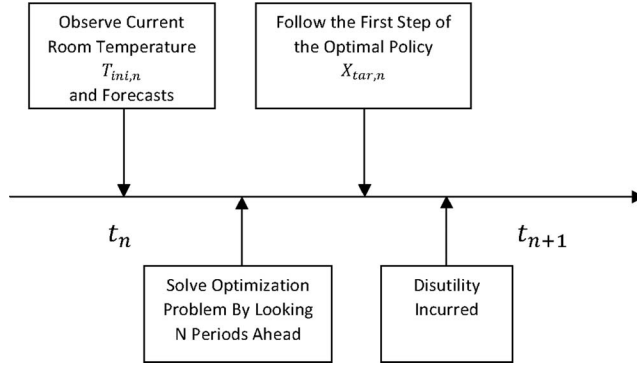 Observe Current
Room Temperature
T_{ini,n}
and Forecasts
Follow the First Step of
the Optimal Policy
X_{tar,n}
t_n
t_{n+1}
Solve Optimization
Problem By Looking
N Periods Ahead
Disutility
Incurred